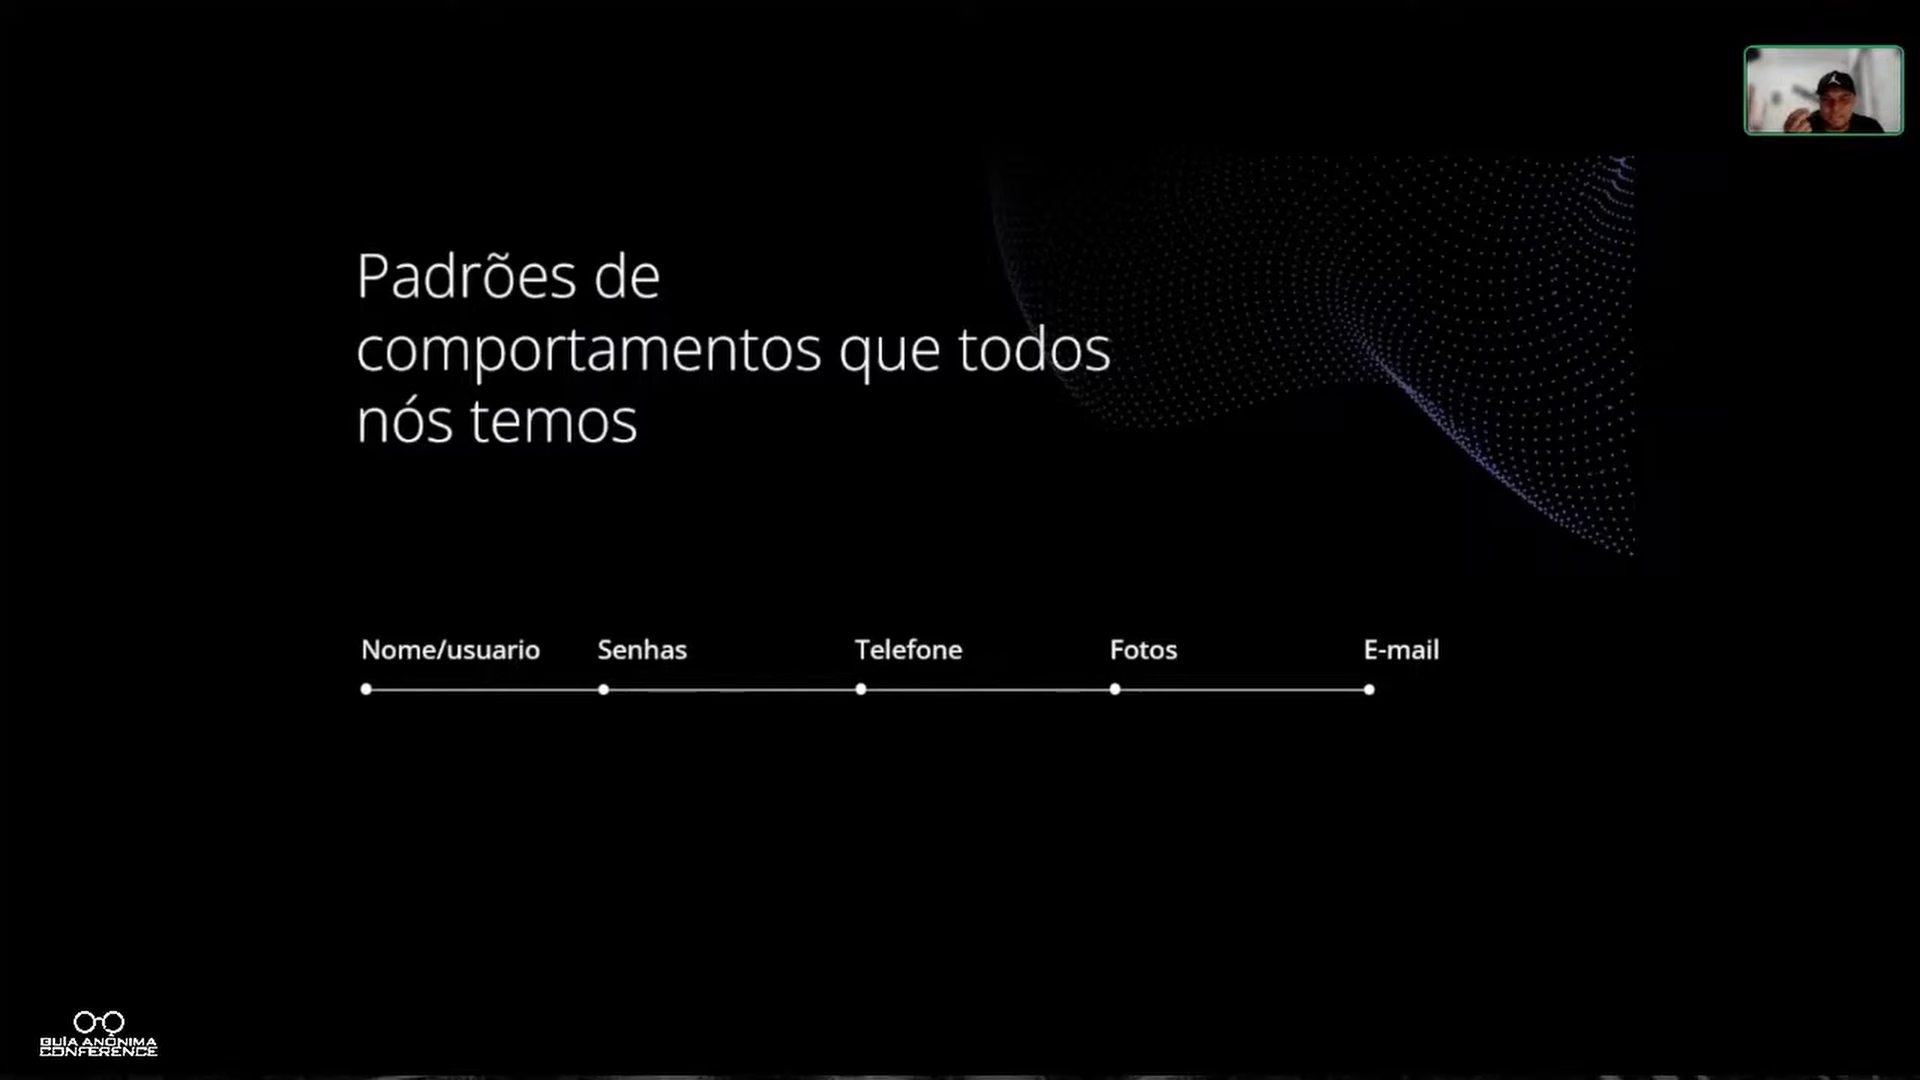 Padrões de
comportamentos que todos
nós temos
Nome/usuario
Senhas
Telefone
Fotos
E-mail
GUIA ANÔNIMA
CONFERENCE